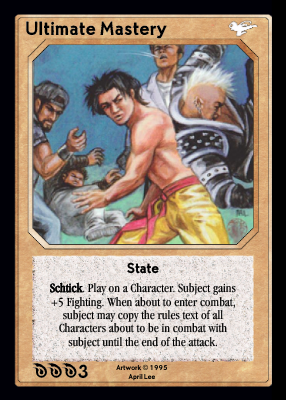 Ultimate Mastery
State
Schtick. Play on a Character. Subject gains
+5 Fighting. When about to enter combat,
subject may copy the rules text of all
Characters about to be in combat with
subject until the end of the attack.
3
Artwork © 1995
April Lee